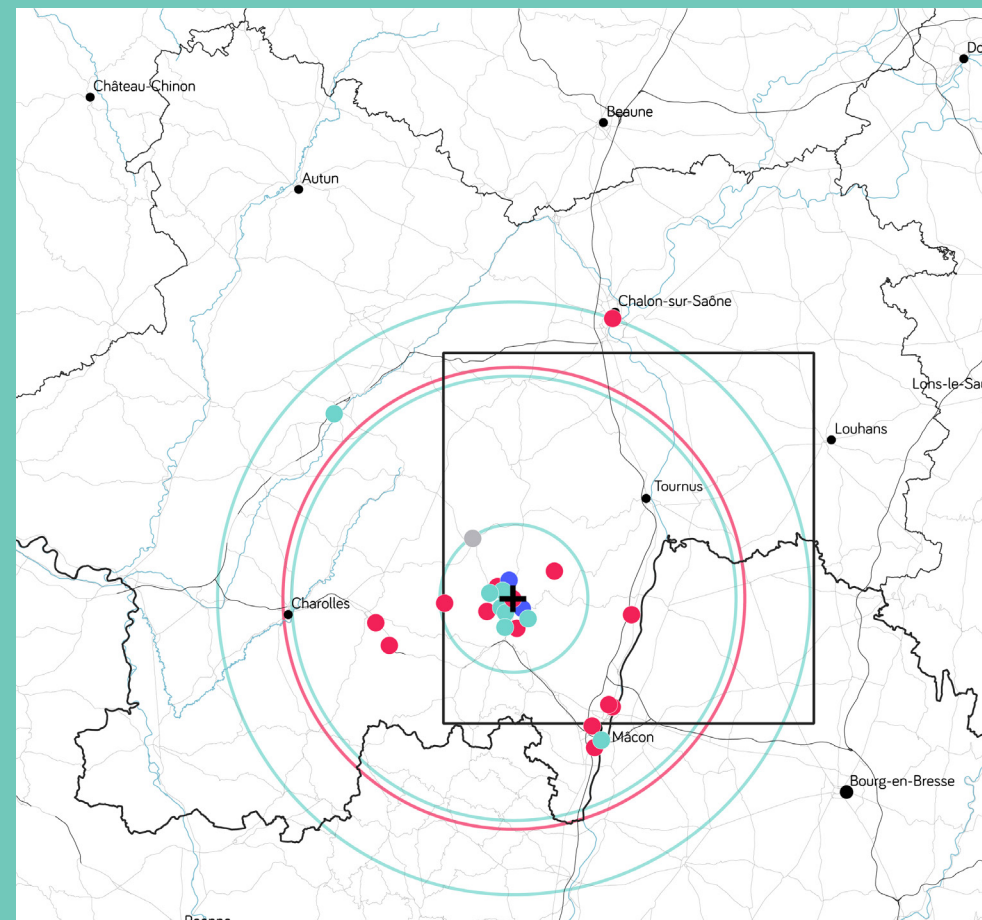 Château-Chinon
Beaune
Autun
Chalon-sur-Saône
Louhans
Tournus
Charolles
Mâcon
Bourg-en-Bresse